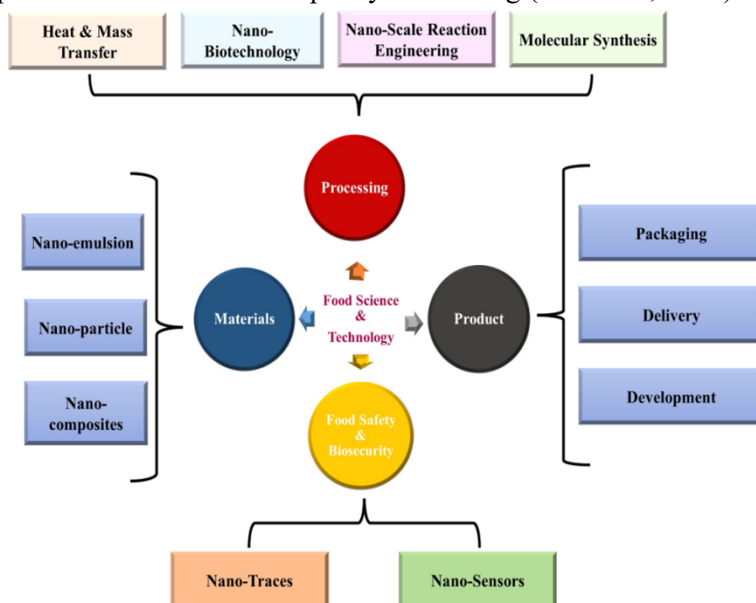 Heat & Mass
Transfer
Nano-
Biotechnology
Nano-Scale Reaction
Engineering
Molecular Synthesis
Processing
Nano-emulsion
Nano-particle
Nano-
composites
Materials
Food Science
&
Technology
Product
Packaging
Delivery
Development
Food Safety
&
Biosecurity
Nano-Traces
Nano-Sensors